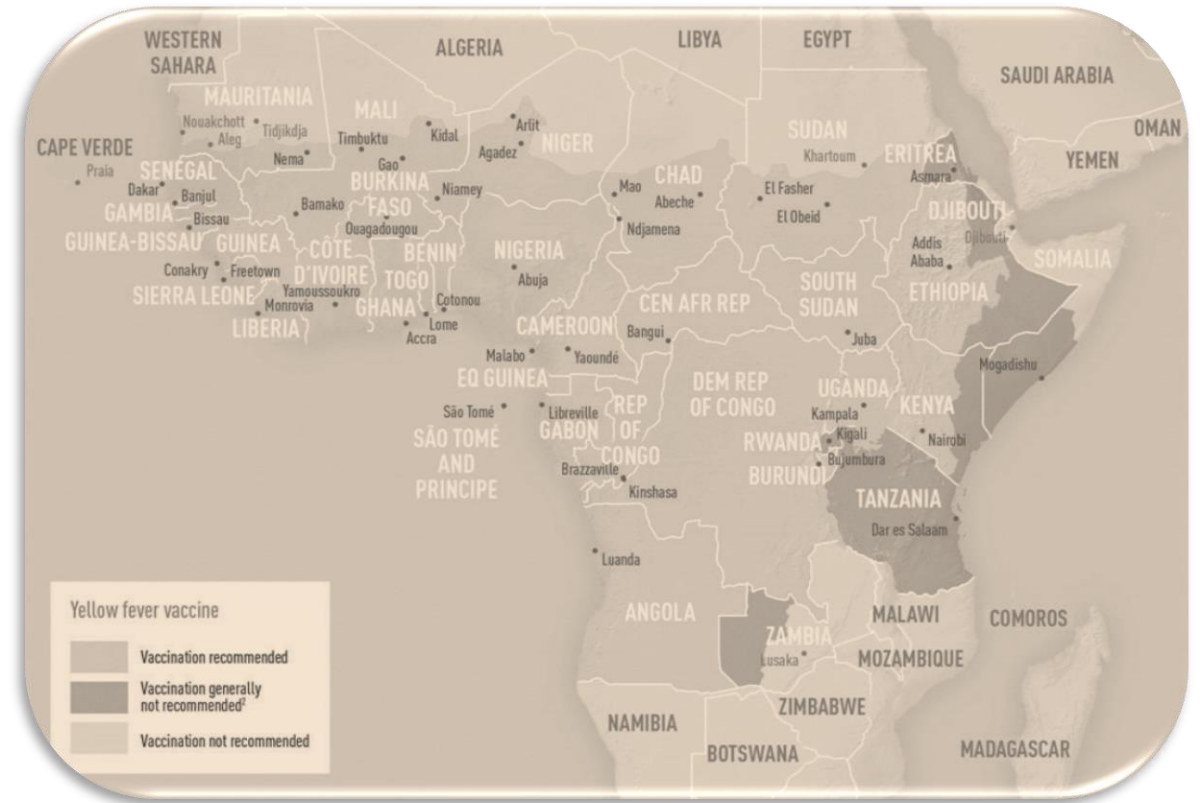 WESTERN
SAHARA
ALGERIA
LIBYA
EGYPT
SAUDI ARABIA
OMAN
YEMEN
MAURITANIA
Nouakchott
Aleg
Tidjikdja
Nema
MALI
Timbuktu
Kidal
Gao
Arlit
Agadez
NIGER
SUDAN
Khartoum
ERITREA
Asmara
CAPE VERDE
Praia
SENÉGAL
Dakar
Banjul
GAMBIA
Bissau
GUINEA-BISSAU
GUINEA
Bamako
BURKINA
FASO
Ouagadougou
Niamey
CHAD
Mao
Abeche
Ndjamena
El Fasher
El Obeid
DJIBOUTI
Djibouti
Addis
Ababa
SOMALIA
Conakry
Freetown
SIERRA LEONE
Monrovia
LIBERIA
CÔTE
D'IVOIRE
Yamoussoukro
BENIN
TOGO
GHANA
Cotonou
Lome
Accra
NIGERIA
Abuja
CEN AFR REP
Bangui
SOUTH
SUDAN
Juba
ETHIOPIA
CAMEROON
Malabo
Yaoundé
EQ GUINEA
São Tomé
Libreville
GABON
SÃO TOMÉ
AND
PRINCIPE
REP
OF
CONGO
Brazzaville
Kinshasa
DEM REP
OF CONGO
UGANDA
Kampala
KENYA
Nairobi
Mogadishu
RWANDA
Kigali
Bujumbura
BURUNDI
TANZANIA
Dar es Salaam
Luanda
ANGOLA
ZAMBIA
Lusaka
MALAWI
COMOROS
MOZAMBIQUE
ZIMBABWE
NAMIBIA
BOTSWANA
MADAGASCAR
Yellow fever vaccine
Vaccination recommended
Vaccination generally
not recommended²
Vaccination not recommended